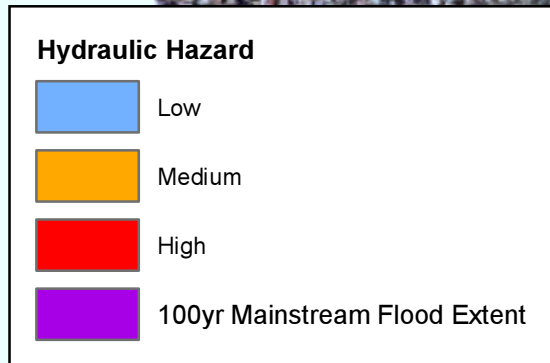 Hydraulic Hazard
Low
Medium
High
100yr Mainstream Flood Extent